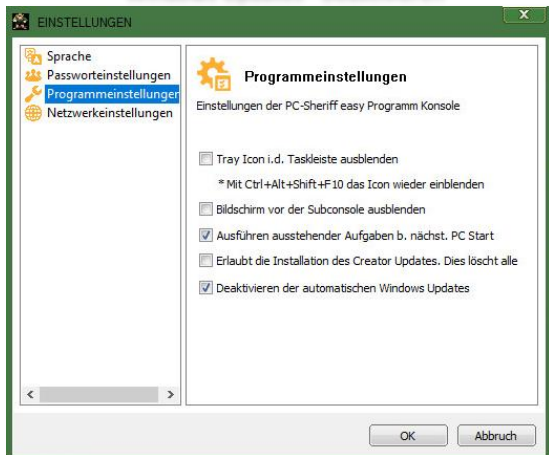 EINSTELLUNGEN
x
Sprache
Passworteinstellungen
Programmeinstellungen
Netzwerkeinstellungen
Programmeinstellungen
Einstellungen der PC-Sheriff easy Programm Konsole
Tray Icon i.d. Taskleiste ausblenden
* Mit Ctrl+Alt+Shift+F10 das Icon wieder einblenden
Bildschirm vor der Subconsole ausblenden
Ausführen ausstehender Aufgaben b. nächst. PC Start
Erlaubt die Installation des Creator Updates. Dies löscht alle
Deaktivieren der automatischen Windows Updates
OK
Abbruch